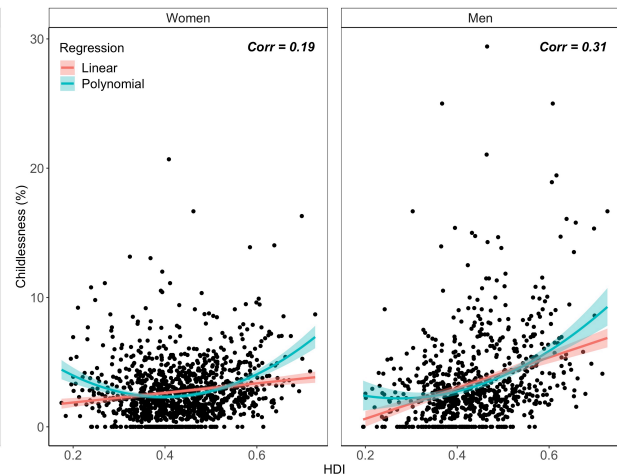 Women
Men
Regression
Linear
Polynomial
Corr = 0.19
Corr = 0.31
Childlessness (%)
30
20
10
0
0.2
0.4
0.6
0.2
0.4
0.6
HDI